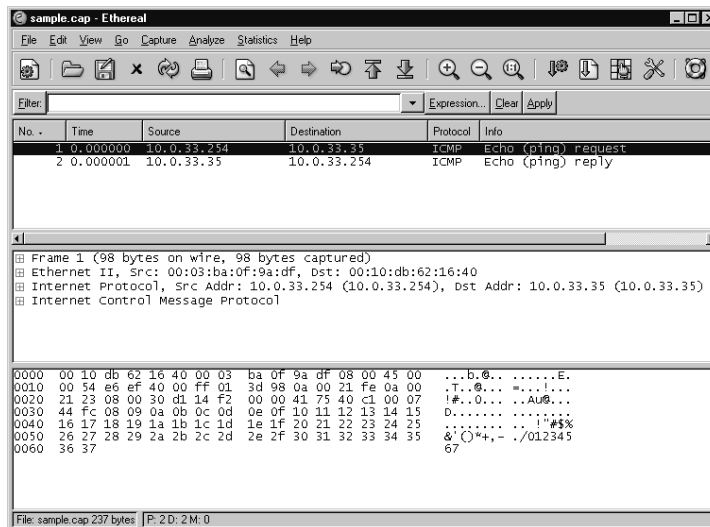 sample.cap - Ethereal
File Edit View Go Capture Analyze Statistics Help
Filter: Expression... Clear Apply
No. . Time Source Destination Protocol Info
1 0.000000 10.0.33.254 10.0.33.35 ICMP Echo (ping) request
2 0.000001 10.0.33.35 10.0.33.254 ICMP Echo (ping) reply
Frame 1 (98 bytes on wire, 98 bytes captured)
Ethernet II, Src: 00:03:ba:0f:9a:df, Dst: 00:10:db:62:16:40
Internet Protocol, Src Addr: 10.0.33.254 (10.0.33.254), Dst Addr: 10.0.33.35 (10.0.33.35)
Internet Control Message Protocol
0000 00 10 db 62 16 40 00 03 ba 0f 9a df 08 00 45 00 ...b.@.. ......E.
0010 00 54 e6 ef 40 00 ff 01 3d 98 0a 00 21 fe 0a 00 .T..@... =...!...
0020 21 23 08 00 30 d1 14 f2 00 00 41 75 40 c1 00 07 !#..0... ..Au@...
0030 44 fc 08 09 0a 0b 0c 0d 0e 0f 10 11 12 13 14 15 D....... ........
0040 16 17 18 19 1a 1b 1c 1d 1e 1f 20 21 22 23 24 25 ........ .. !"#$%
0050 26 27 28 29 2a 2b 2c 2d 2e 2f 30 31 32 33 34 35 &'()*+,- ./012345
0060 36 37 67
File: sample.cap 237 bytes P: 2 D: 2 M: 0